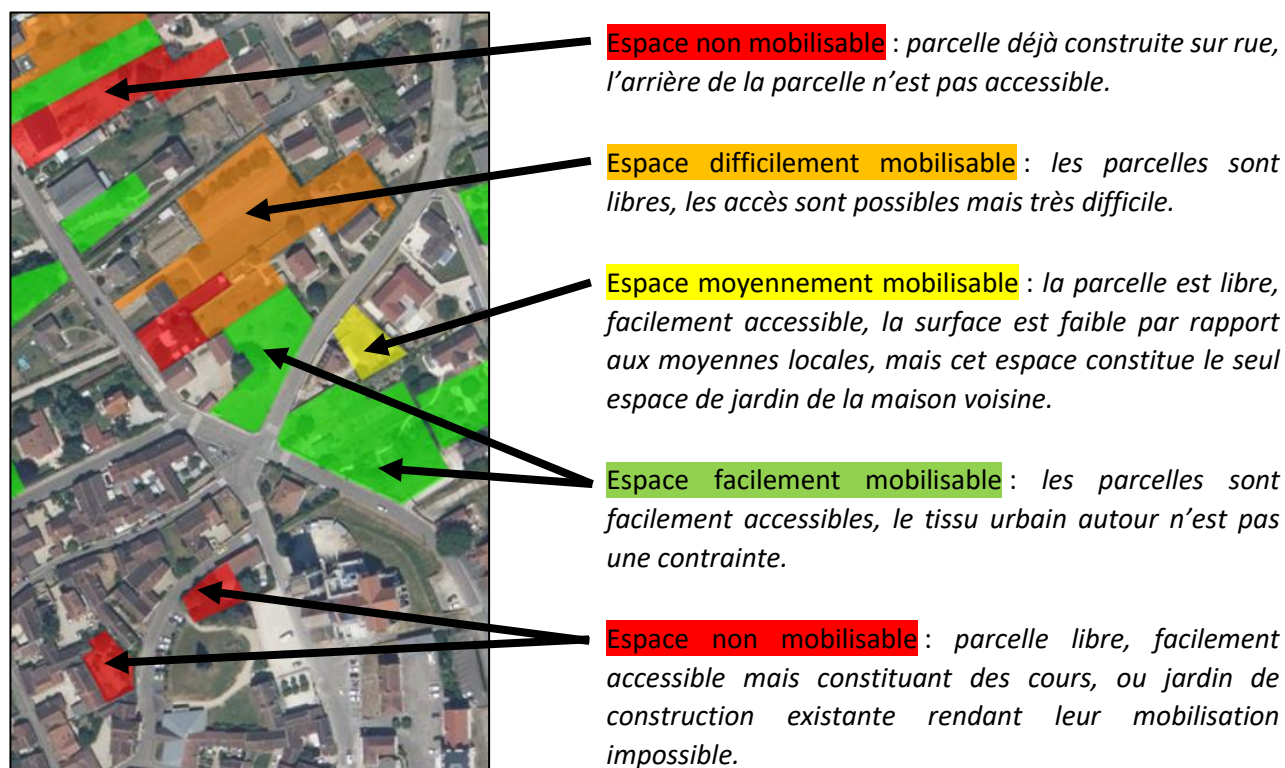 Espace non mobilisable : parcelle déjà construite sur rue,
l’arrière de la parcelle n’est pas accessible.
Espace difficilement mobilisable : les parcelles sont
libres, les accès sont possibles mais très difficile.
Espace moyennement mobilisable : la parcelle est libre,
facilement accessible, la surface est faible par rapport
aux moyennes locales, mais cet espace constitue le seul
espace de jardin de la maison voisine.
Espace facilement mobilisable : les parcelles sont
facilement accessibles, le tissu urbain autour n’est pas
une contrainte.
Espace non mobilisable : parcelle libre, facilement
accessible mais constituant des cours, ou jardin de
construction existante rendant leur mobilisation
impossible.